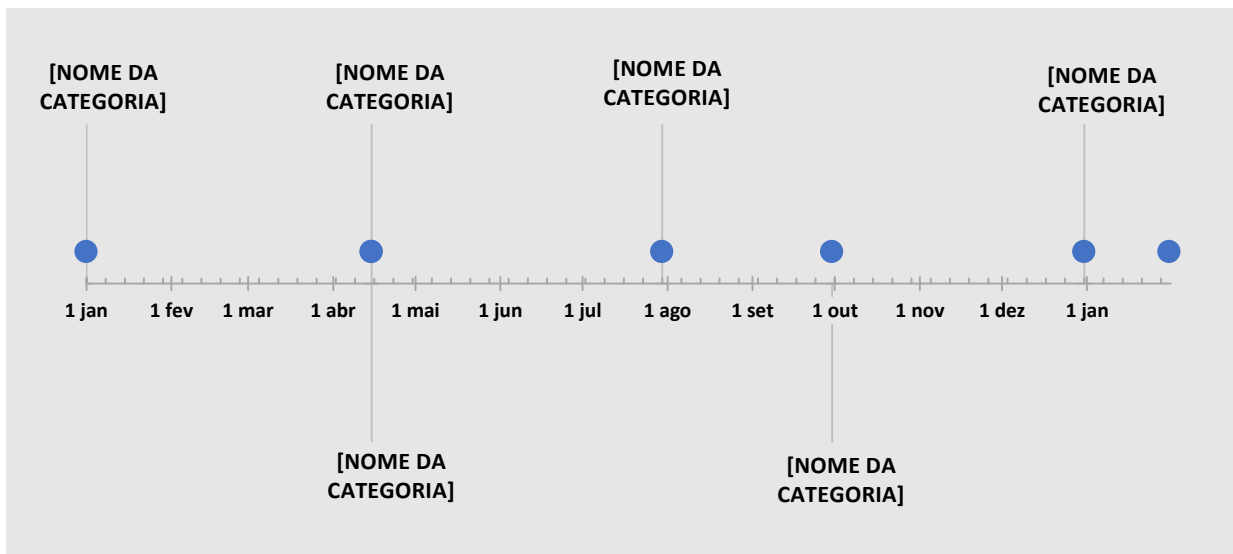 [NOME DA
CATEGORIA]
[NOME DA
CATEGORIA]
[NOME DA
CATEGORIA]
[NOME DA
CATEGORIA]
1 jan
1 fev
1 mar
1 abr
1 mai
1 jun
1 jul
1 ago
1 set
1 out
1 nov
1 dez
1 jan
[NOME DA
CATEGORIA]
[NOME DA
CATEGORIA]